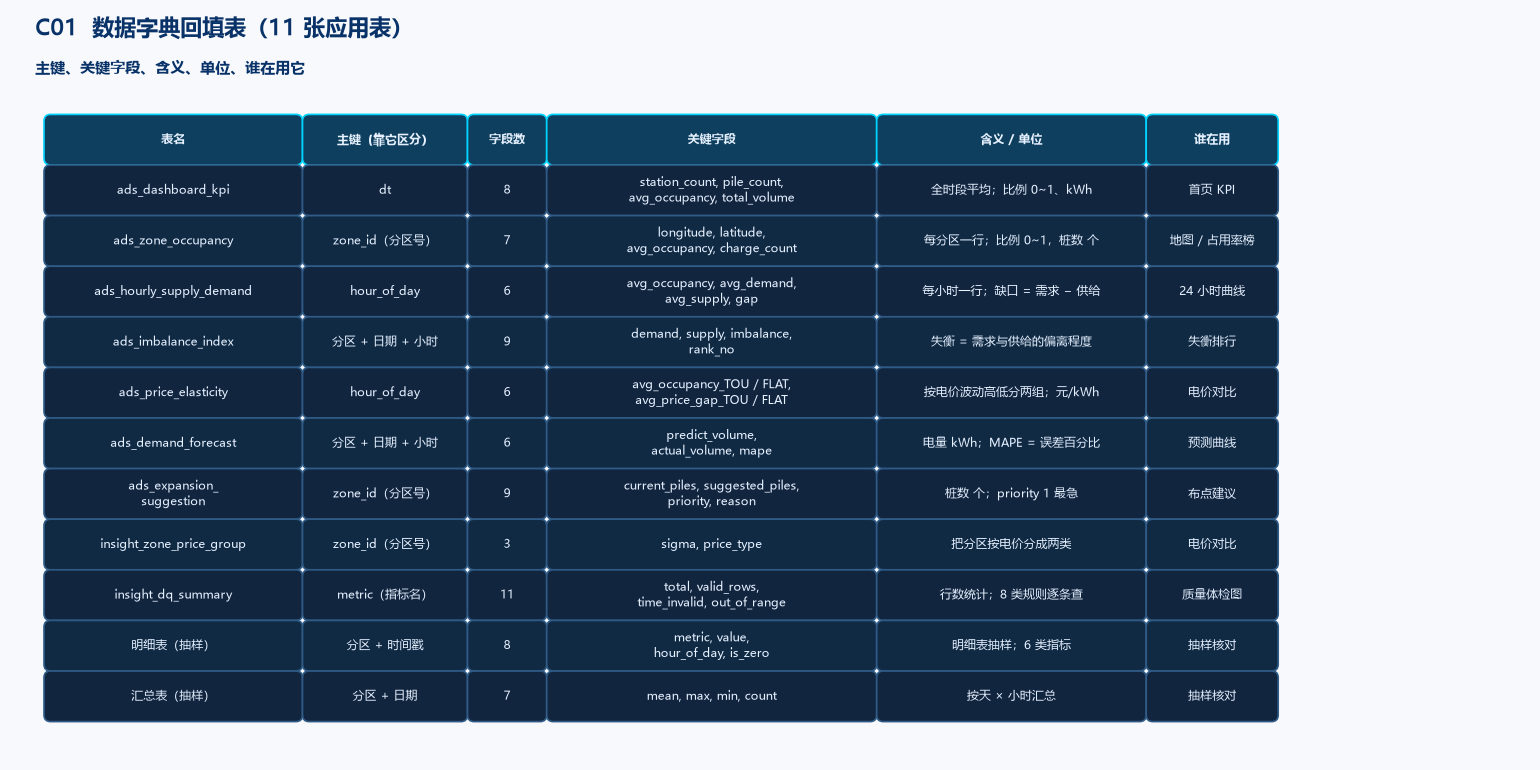 C01 数据字典回填表（11 张应用表）
主键、关键字段、含义、单位、谁在用它
表名 主键（靠它区分） 字段数 关键字段 含义 / 单位 谁在用
ads_dashboard_kpi dt 8 station_count, pile_count, 全时段平均；比例 0~1、kWh 首页 KPI
avg_occupancy, total_volume
ads_zone_occupancy zone_id（分区号） 7 longitude, latitude, 每分区一行；比例 0~1，桩数 个 地图 / 占用率榜
avg_occupancy, charge_count
ads_hourly_supply_demand hour_of_day 6 avg_occupancy, avg_demand, 每小时一行；缺口 = 需求 − 供给 24 小时曲线
avg_supply, gap
ads_imbalance_index 分区 + 日期 + 小时 9 demand, supply, imbalance, 失衡 = 需求与供给的偏离程度 失衡排行
rank_no
ads_price_elasticity hour_of_day 6 avg_occupancy_TOU / FLAT, 按电价波动高低分两组；元/kWh 电价对比
avg_price_gap_TOU / FLAT
ads_demand_forecast 分区 + 日期 + 小时 6 predict_volume, 电量 kWh；MAPE = 误差百分比 预测曲线
actual_volume, mape
ads_expansion_ zone_id（分区号） 9 current_piles, suggested_piles, 桩数 个；priority 1 最急 布点建议
suggestion priority, reason
insight_zone_price_group zone_id（分区号） 3 sigma, price_type 把分区按电价分成两类 电价对比
insight_dq_summary metric（指标名） 11 total, valid_rows, 行数统计；8 类规则逐条查 质量体检图
time_invalid, out_of_range
明细表（抽样） 分区 + 时间戳 8 metric, value, 明细表抽样；6 类指标 抽样核对
hour_of_day, is_zero
汇总表（抽样） 分区 + 日期 7 mean, max, min, count 按天 × 小时汇总 抽样核对